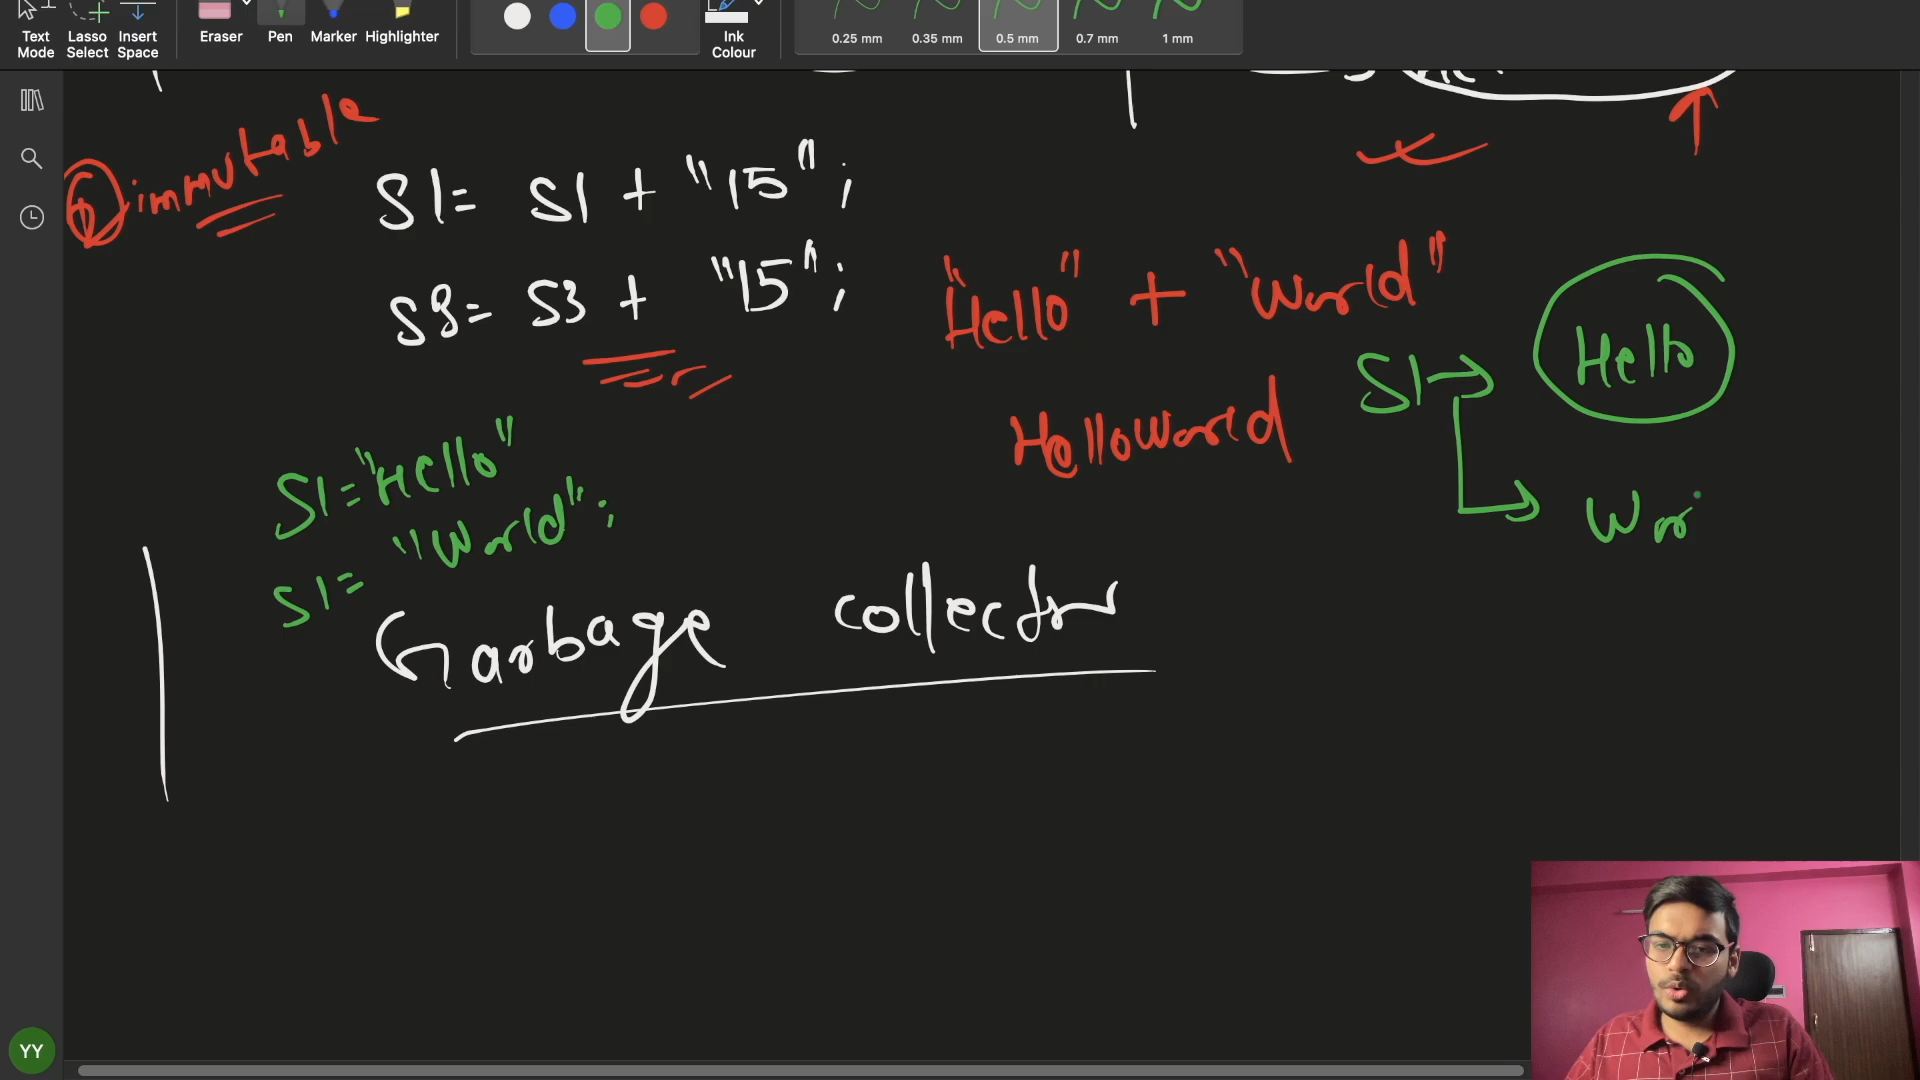 Text Mode
Lasso Select
Insert Space
Eraser
Pen
Marker
Highlighter
Ink Colour
0.25 mm
0.35 mm
0.5 mm
0.7 mm
1 mm
immutable
S1= S1 + "15";
S3= S3 + "15";
"Hello" + "World"
HelloWorld
S1→ Hello
Wor
S1="Hello"
S1= "World";
Garbage collector
YY